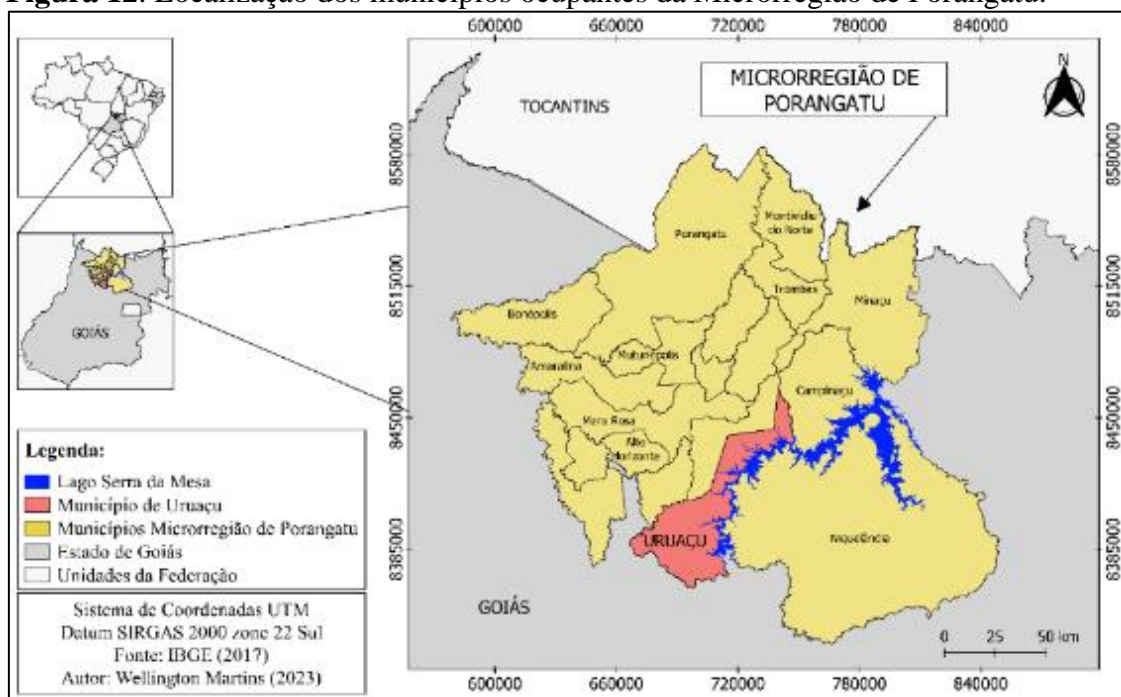 Figura 12. Localização dos municípios ocupantes da Microrregião de Porangatu.
600000 660000 720000 780000 840000
N
MICRORREGIÃO DE
PORANGATU
TOCANTINS
8580000
8580000
Montividiu
do Norte
Porangatu
Trombas
Minaçu
8515000
8515000
Bonópolis
GOIÁS
Mutunópolis
Amaralina
Campinaçu
Mara Rosa
8450000
8450000
Alto
Horizonte
Legenda:
Lago Serra da Mesa
Município de Uruaçu
Municípios Microrregião de Porangatu
Estado de Goiás
Unidades da Federação
URUAÇU
Niquelândia
8385000
8385000
GOIÁS
0 25 50 km
Sistema de Coordenadas UTM
Datum SIRGAS 2000 zone 22 Sul
Fonte: IBGE (2017)
Autor: Wellington Martins (2023)
600000 660000 720000 780000 840000